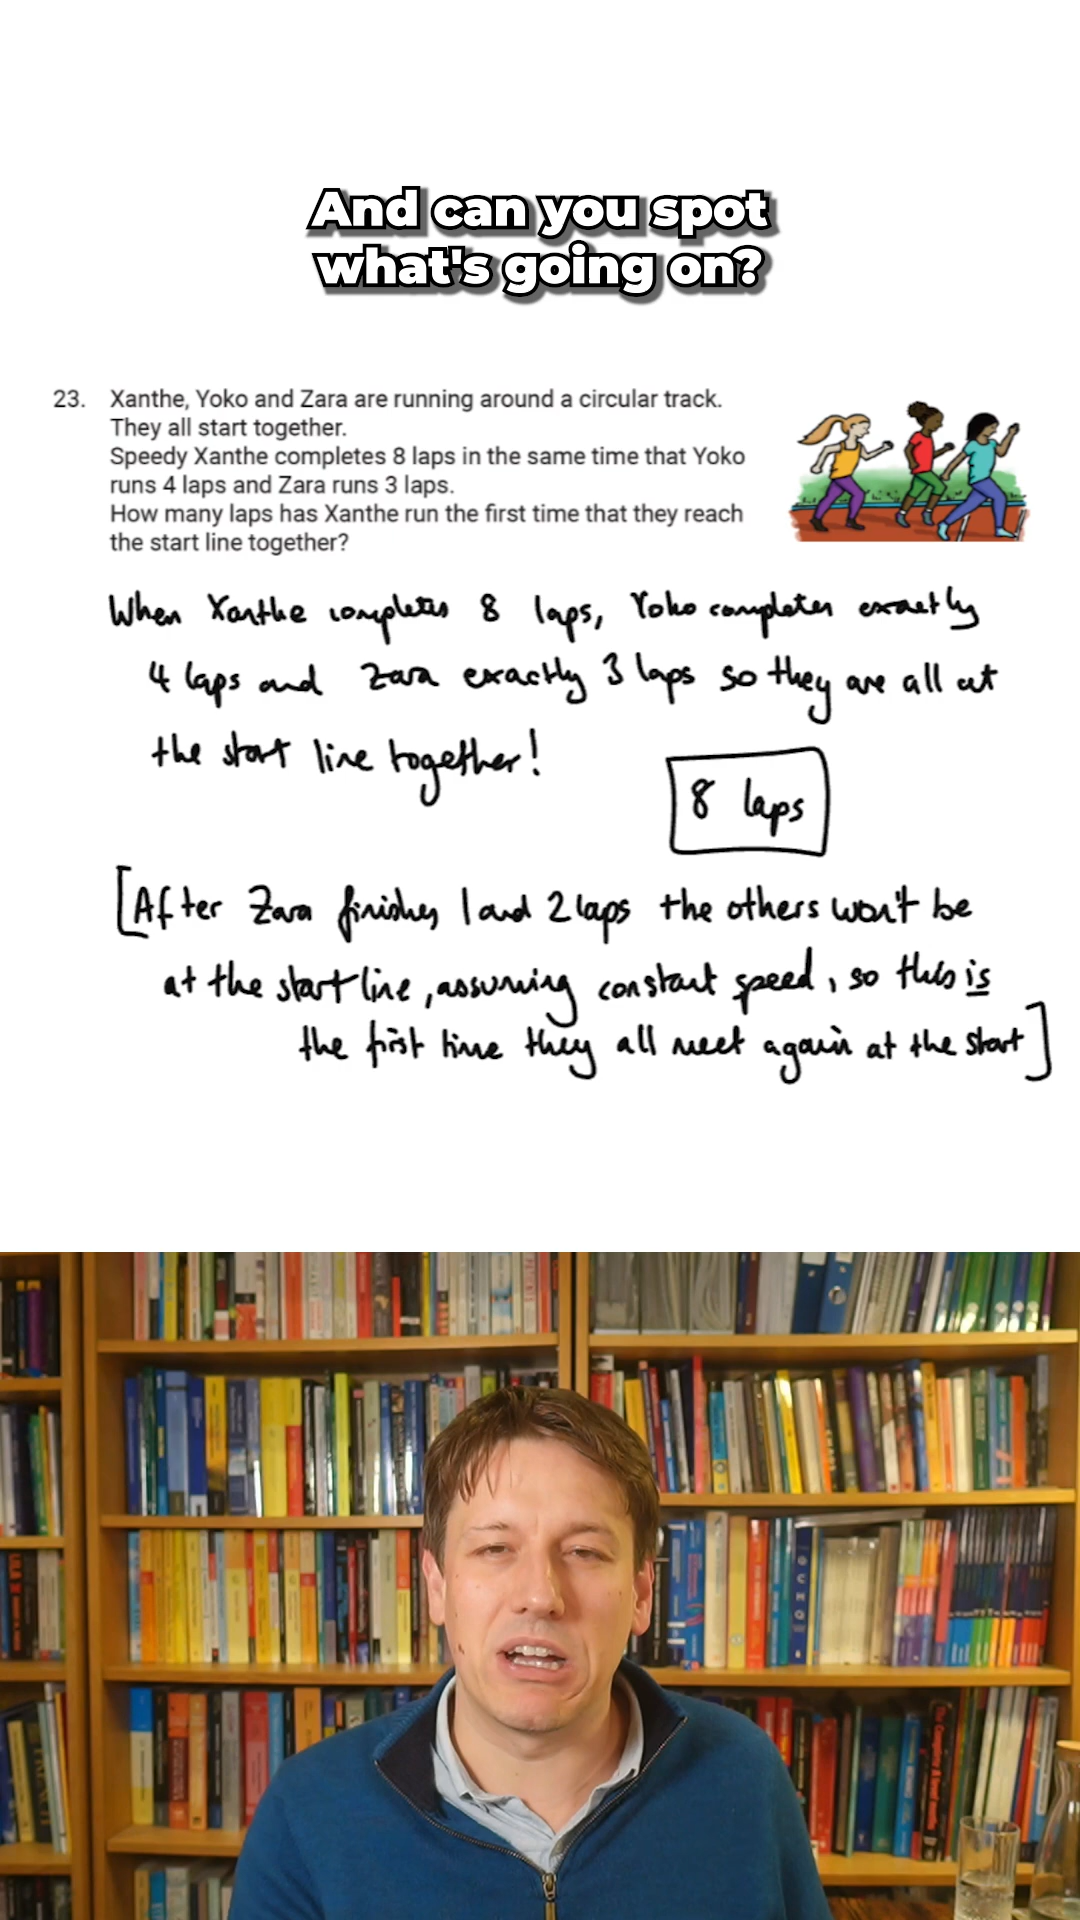 And can you spot
what's going on?
23. Xanthe, Yoko and Zara are running around a circular track.
They all start together.
Speedy Xanthe completes 8 laps in the same time that Yoko
runs 4 laps and Zara runs 3 laps.
How many laps has Xanthe run the first time that they reach
the start line together?
When Xanthe completes 8 laps, Yoko completes exactly
4 laps and Zara exactly 3 laps so they are all at
the start line together!
8 laps
[After Zara finishes 1 and 2 laps the others won't be
at the start line, assuming constant speed, so this is
the first time they all meet again at the start]